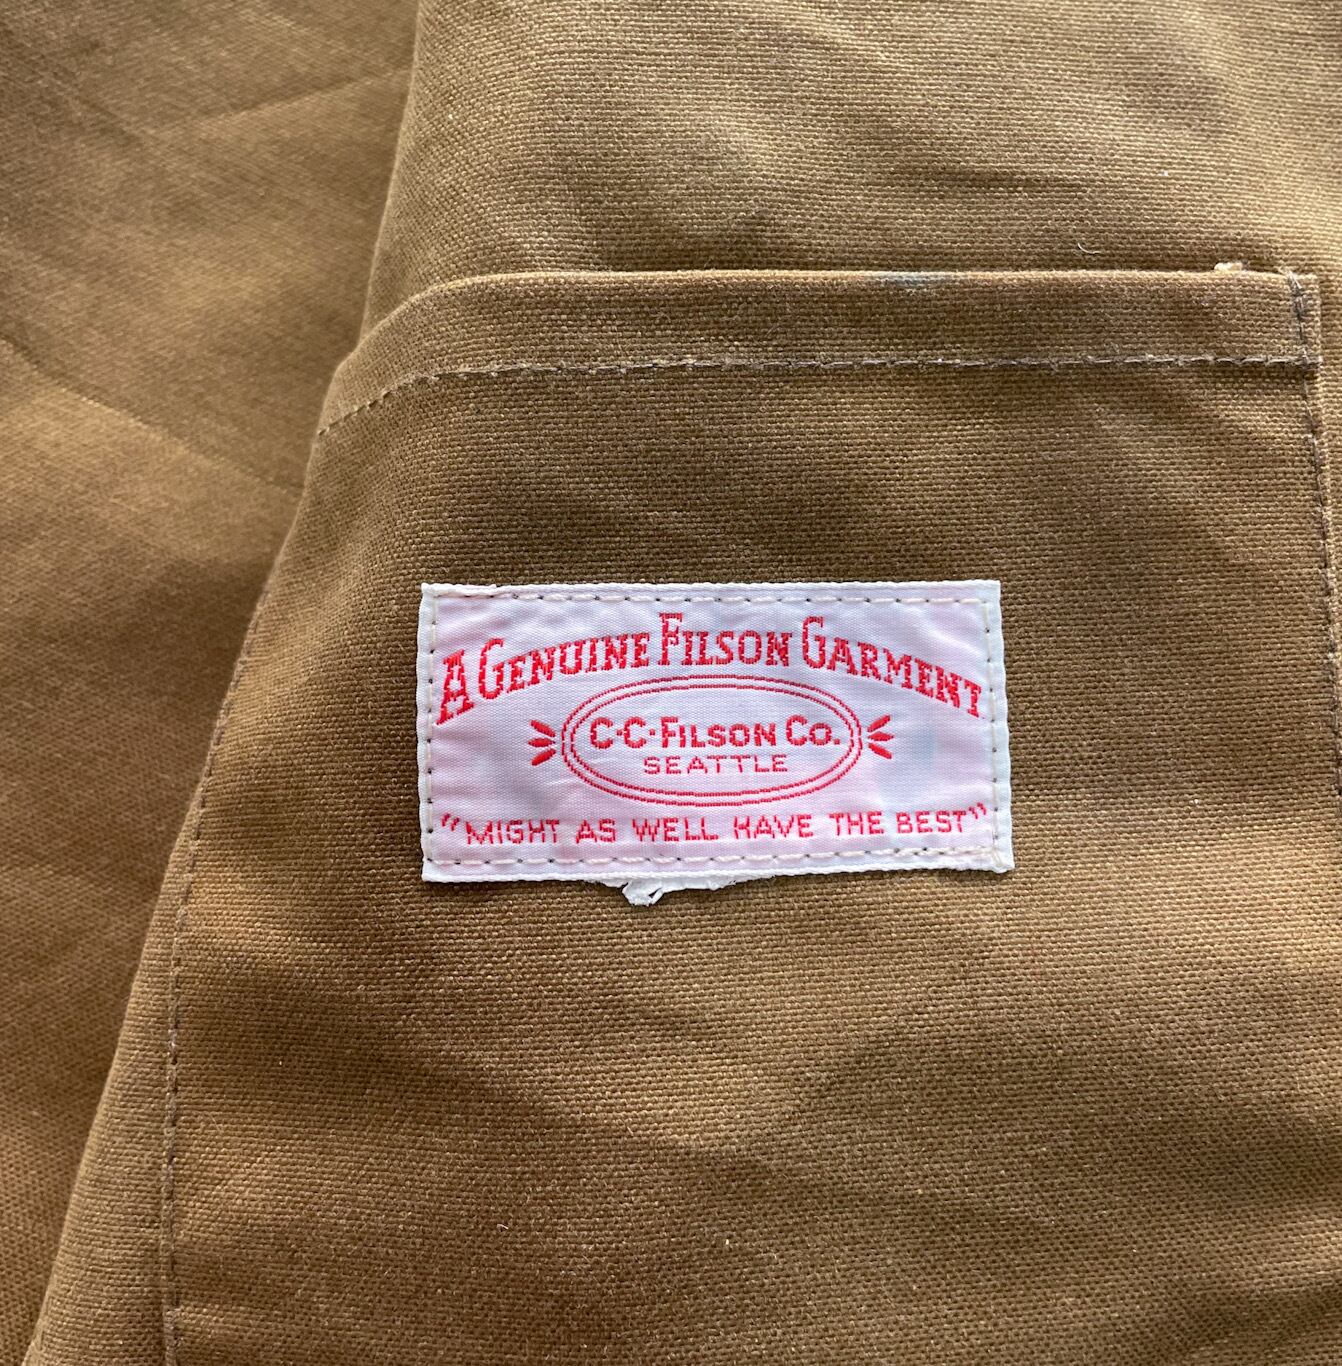 A GENUINE FILSON GARMENT
C·C·FILSON CO.
SEATTLE
"MIGHT AS WELL HAVE THE BEST"